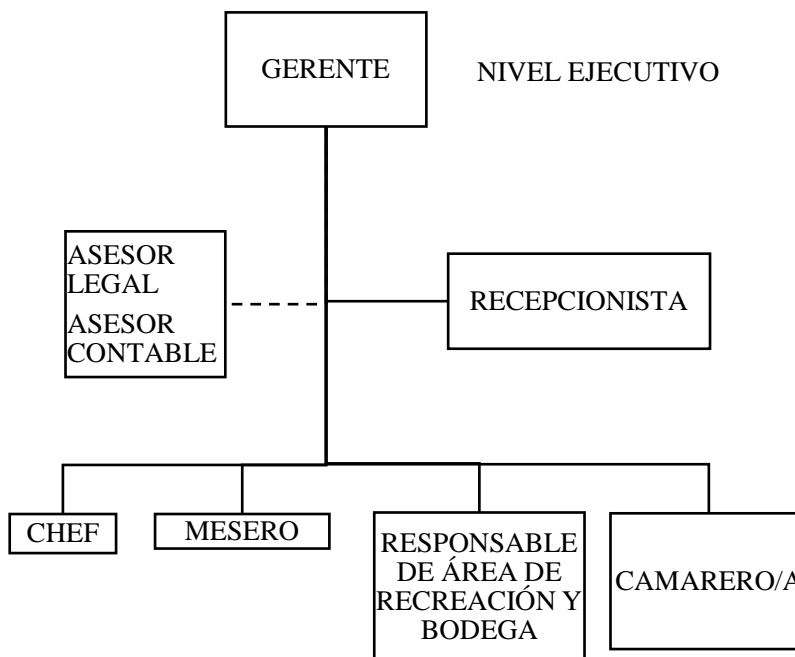 GERENTE
NIVEL EJECUTIVO
ASESOR
LEGAL
ASESOR
CONTABLE
RECEPCIONISTA
CHEF
MESERO
RESPONSABLE
DE ÁREA DE
RECREACIÓN Y
BODEGA
CAMARERO/A